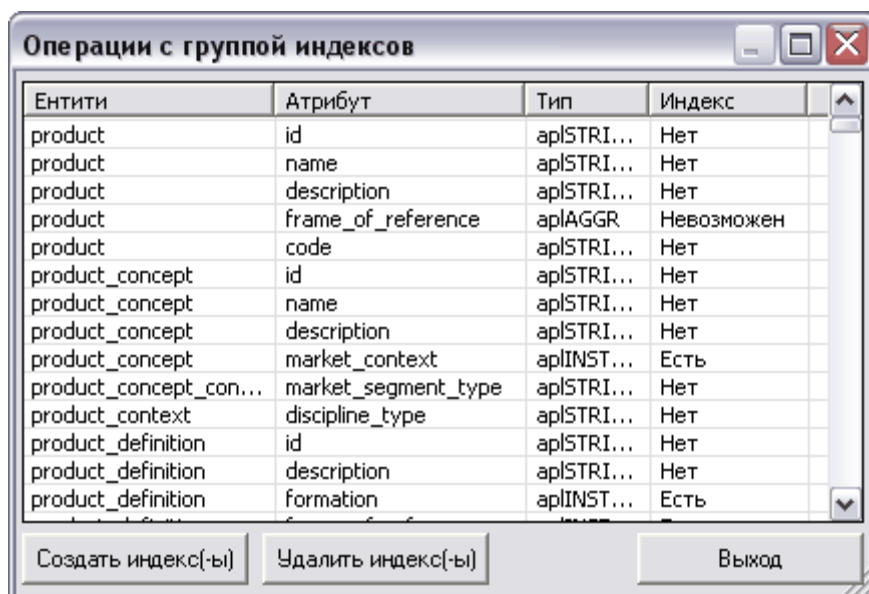 Операции с группой индексов
Ентити Атрибут Тип Индекс
product id aplSTRI... Нет
product name aplSTRI... Нет
product description aplSTRI... Нет
product frame_of_reference aplAGGR Невозможен
product code aplSTRI... Нет
product_concept id aplSTRI... Нет
product_concept name aplSTRI... Нет
product_concept description aplSTRI... Нет
product_concept market_context aplINST... Есть
product_concept_con... market_segment_type aplSTRI... Нет
product_context discipline_type aplSTRI... Нет
product_definition id aplSTRI... Нет
product_definition description aplSTRI... Нет
product_definition formation aplINST... Есть
Создать индекс(-ы) Удалить индекс(-ы) Выход